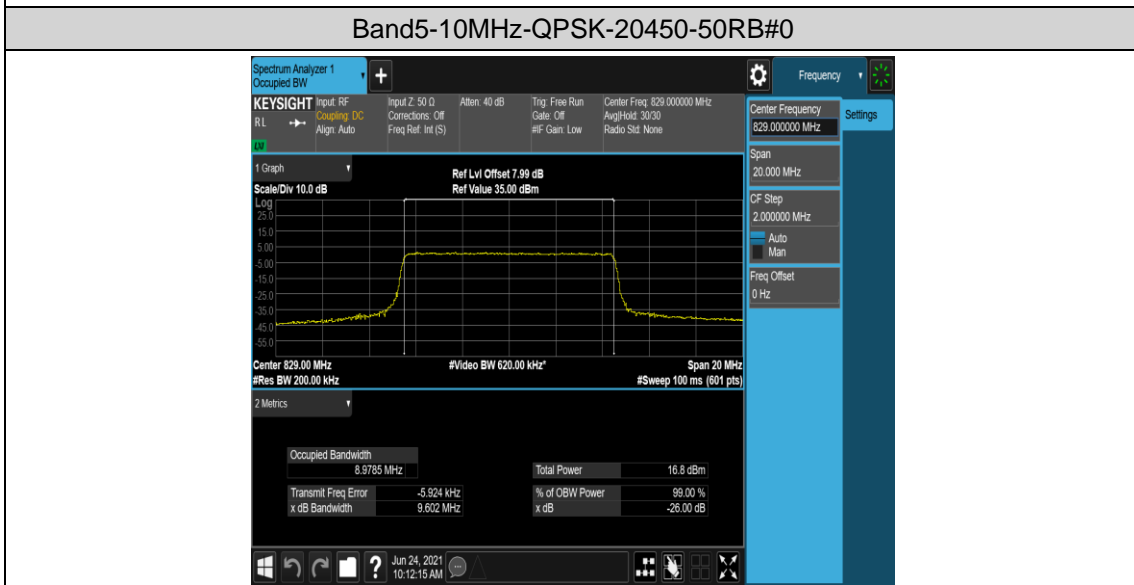 Band5-10MHz-QPSK-20450-50RB#0
Spectrum Analyzer 1
Occupied BW
Frequency
KEYSIGHT
RL
Input: RF
Coupling: DC
Align: Auto
Input Z: 50 Ω
Corrections: Off
Freq Ref: Int (S)
Atten: 40 dB
Trig: Free Run
Gate: Off
#IF Gain: Low
Center Freq: 829.000000 MHz
Avg|Hold: 30/30
Radio Std: None
Center Frequency
829.000000 MHz
Settings
Span
20.000 MHz
CF Step
2.000000 MHz
Auto
Man
Freq Offset
0 Hz
1 Graph
Scale/Div 10.0 dB
Ref Lvl Offset 7.99 dB
Ref Value 35.00 dBm
Log
25.0
15.0
5.00
-5.00
-15.0
-25.0
-35.0
-45.0
-55.0
Center 829.00 MHz
#Video BW 620.00 kHz*
Span 20 MHz
#Res BW 200.00 kHz
#Sweep 100 ms (601 pts)
2 Metrics
Occupied Bandwidth
8.9785 MHz
Total Power 16.8 dBm
Transmit Freq Error -5.924 kHz
% of OBW Power 99.00 %
x dB Bandwidth 9.602 MHz
x dB -26.00 dB
?
Jun 24, 2021
10:12:15 AM